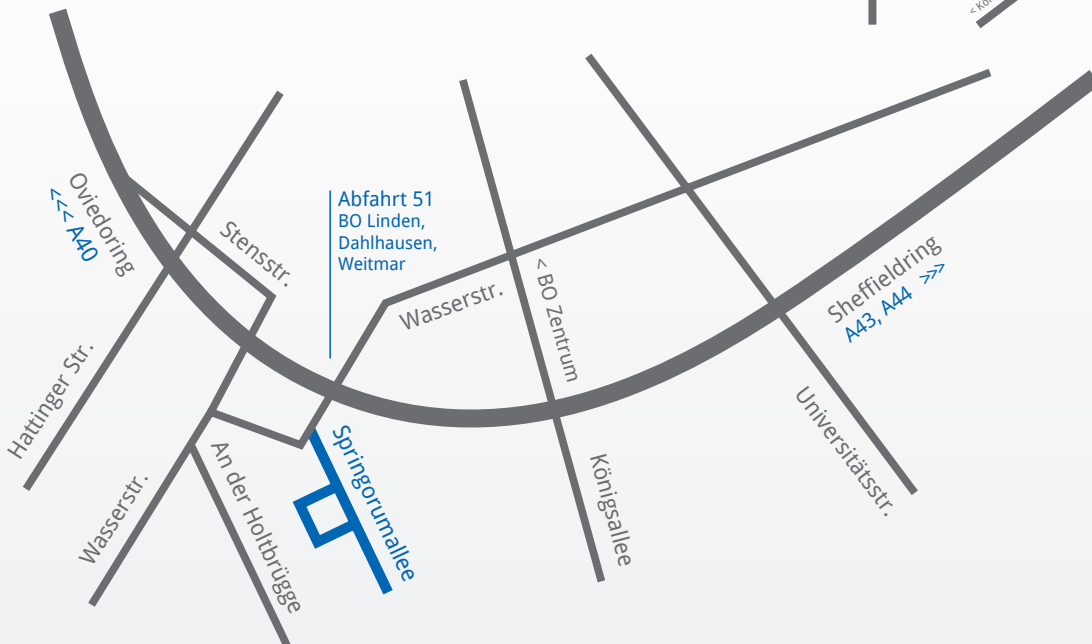 < Kor
Oviedoring
<<< A40
Stensstr.
Abfahrt 51
BO Linden,
Dahlhausen,
Weitmar
Wasserstr.
< BO Zentrum
Sheffieldring
A43, A44 >>>
Hattinger Str.
Wasserstr.
An der Holtbrügge
Springorumallee
Königsallee
Universitätsstr.